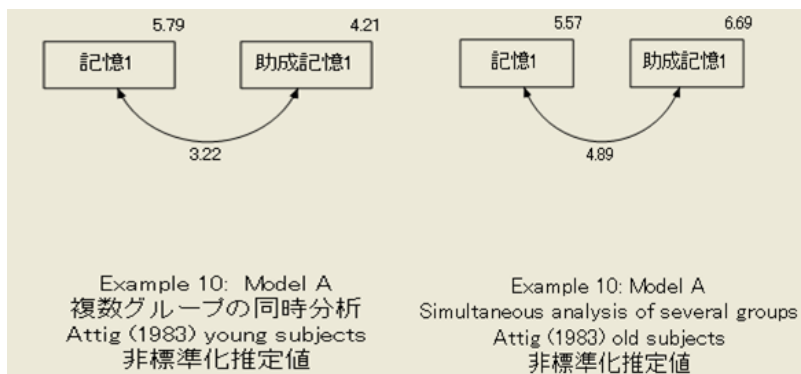 5.79
4.21
記憶1
助成記憶1
3.22
Example 10: Model A
複数グループの同時分析
Attig (1983) young subjects
非標準化推定値
5.57
6.69
記憶1
助成記憶1
4.89
Example 10: Model A
Simultaneous analysis of several groups
Attig (1983) old subjects
非標準化推定値